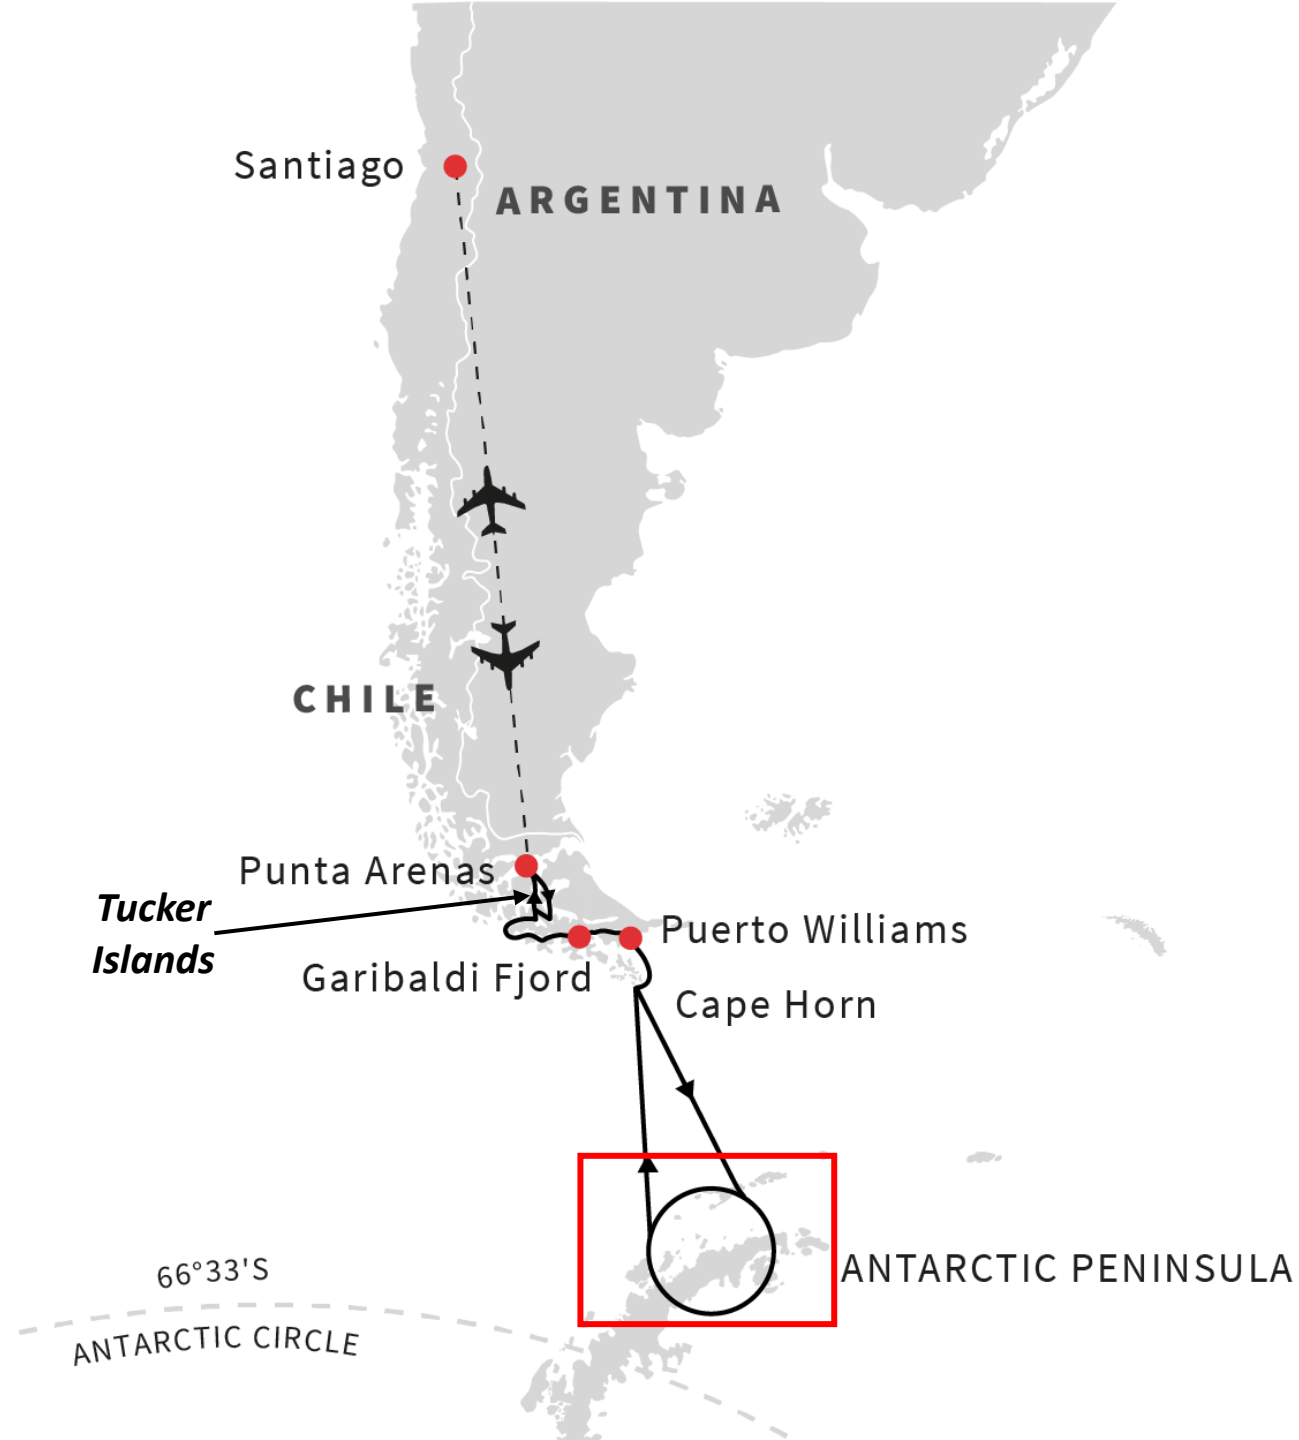 Santiago
ARGENTINA
CHILE
Punta Arenas
Tucker
Islands
Puerto Williams
Garibaldi Fjord
Cape Horn
66°33'S
ANTARCTIC PENINSULA
ANTARCTIC CIRCLE